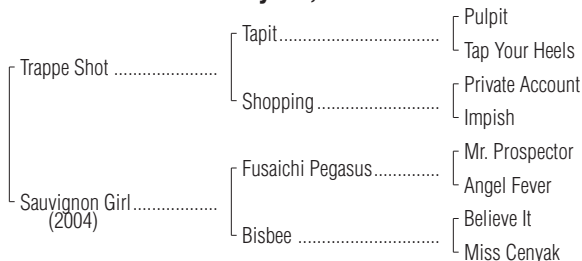 Pulpit
Tapit
Tap Your Heels
Trappe Shot
Private Account
Shopping
Impish
Mr. Prospector
Fusaichi Pegasus
Angel Fever
Sauvignon Girl
(2004)
Believe It
Bisbee
Miss Cenyak